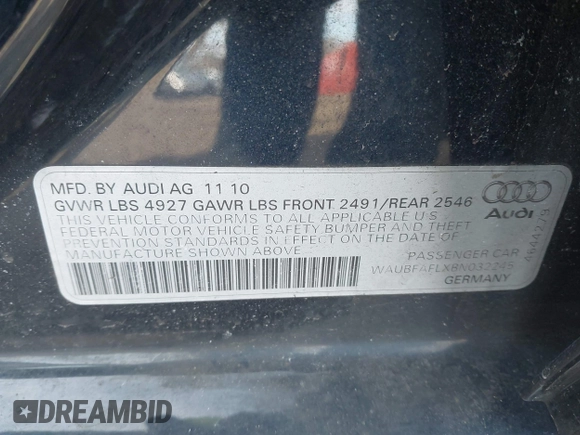 MFD. BY AUDI AG 11 10
GVWR LBS 4927 GAWR LBS FRONT 2491/REAR 2546
THIS VEHICLE CONFORMS TO ALL APPLICABLE U S
FEDERAL MOTOR VEHICLE SAFETY BUMPER AND THEFT
PREVENTION STANDARDS IN EFFECT ON THE DATE OF
MANUFACTURE SHOWN ABOVE
Audi
PASSENGER CAR
GERMANY
DREAMBID